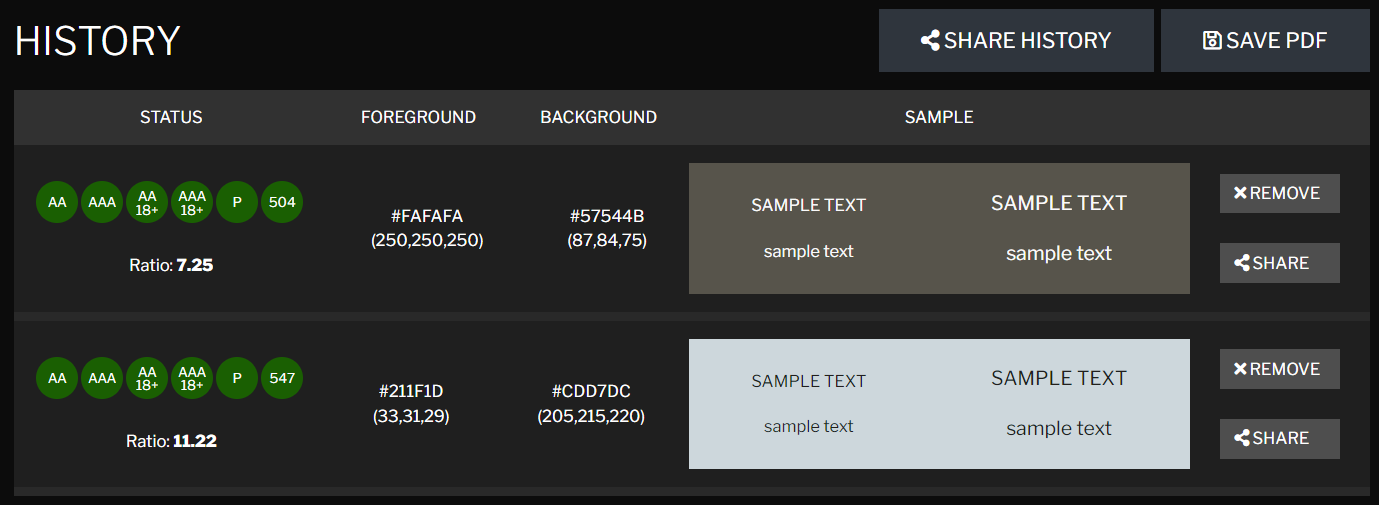 HISTORY
SHARE HISTORY
SAVE PDF
STATUS FOREGROUND BACKGROUND SAMPLE
AA AAA AA 18+ AAA 18+ P 504
Ratio: 7.25
#FAFAFA
(250,250,250)
#57544B
(87,84,75)
SAMPLE TEXT
sample text
SAMPLE TEXT
sample text
REMOVE
SHARE
AA AAA AA 18+ AAA 18+ P 547
Ratio: 11.22
#211F1D
(33,31,29)
#CDD7DC
(205,215,220)
SAMPLE TEXT
sample text
SAMPLE TEXT
sample text
REMOVE
SHARE